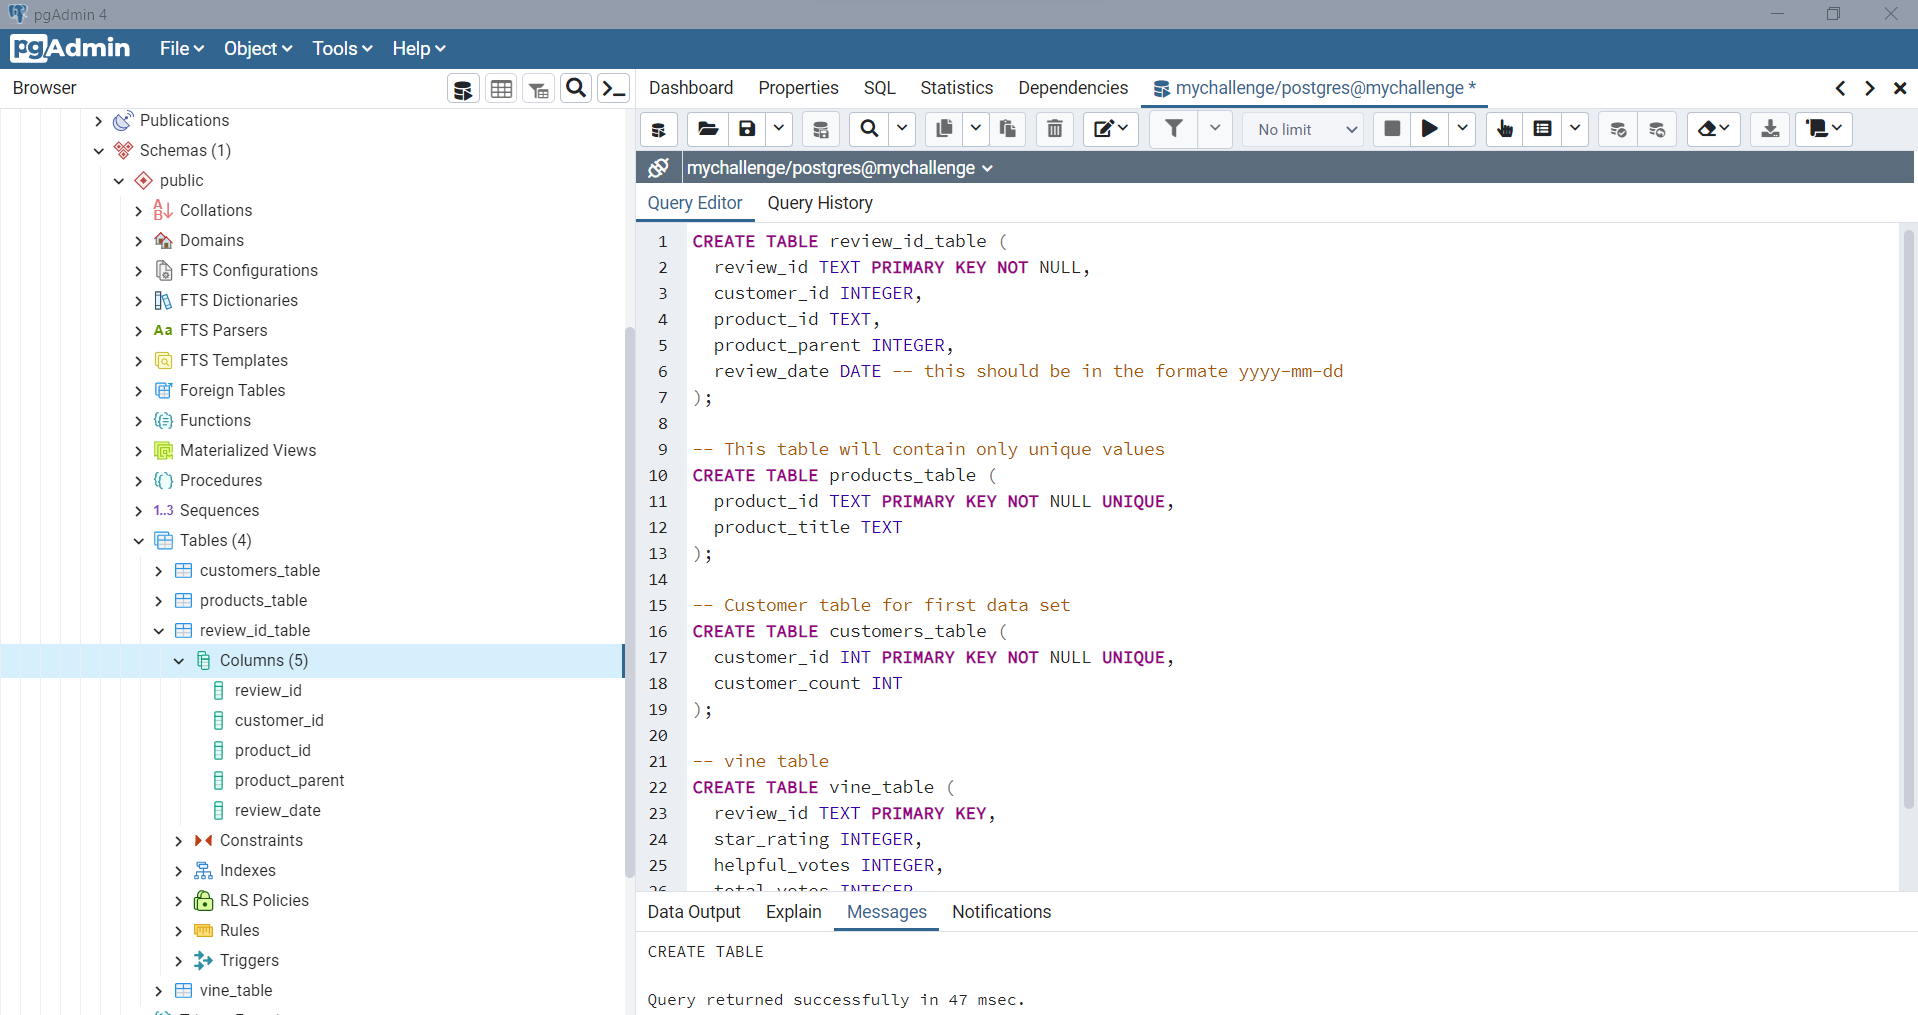 pgAdmin 4
pgAdmin File Object Tools Help
Browser
Dashboard Properties SQL Statistics Dependencies mychallenge/postgres@mychallenge *
No limit
mychallenge/postgres@mychallenge
Query Editor Query History
Publications
Schemas (1)
public
Collations
Domains
FTS Configurations
FTS Dictionaries
Aa FTS Parsers
FTS Templates
Foreign Tables
Functions
Materialized Views
Procedures
1..3 Sequences
Tables (4)
customers_table
products_table
review_id_table
Columns (5)
review_id
customer_id
product_id
product_parent
review_date
Constraints
Indexes
RLS Policies
Rules
Triggers
vine_table
1 CREATE TABLE review_id_table (
2 review_id TEXT PRIMARY KEY NOT NULL,
3 customer_id INTEGER,
4 product_id TEXT,
5 product_parent INTEGER,
6 review_date DATE -- this should be in the formate yyyy-mm-dd
7 );
8
9 -- This table will contain only unique values
10 CREATE TABLE products_table (
11 product_id TEXT PRIMARY KEY NOT NULL UNIQUE,
12 product_title TEXT
13 );
14
15 -- Customer table for first data set
16 CREATE TABLE customers_table (
17 customer_id INT PRIMARY KEY NOT NULL UNIQUE,
18 customer_count INT
19 );
20
21 -- vine table
22 CREATE TABLE vine_table (
23 review_id TEXT PRIMARY KEY,
24 star_rating INTEGER,
25 helpful_votes INTEGER,
26 total_votes INTEGER
Data Output Explain Messages Notifications
CREATE TABLE
Query returned successfully in 47 msec.